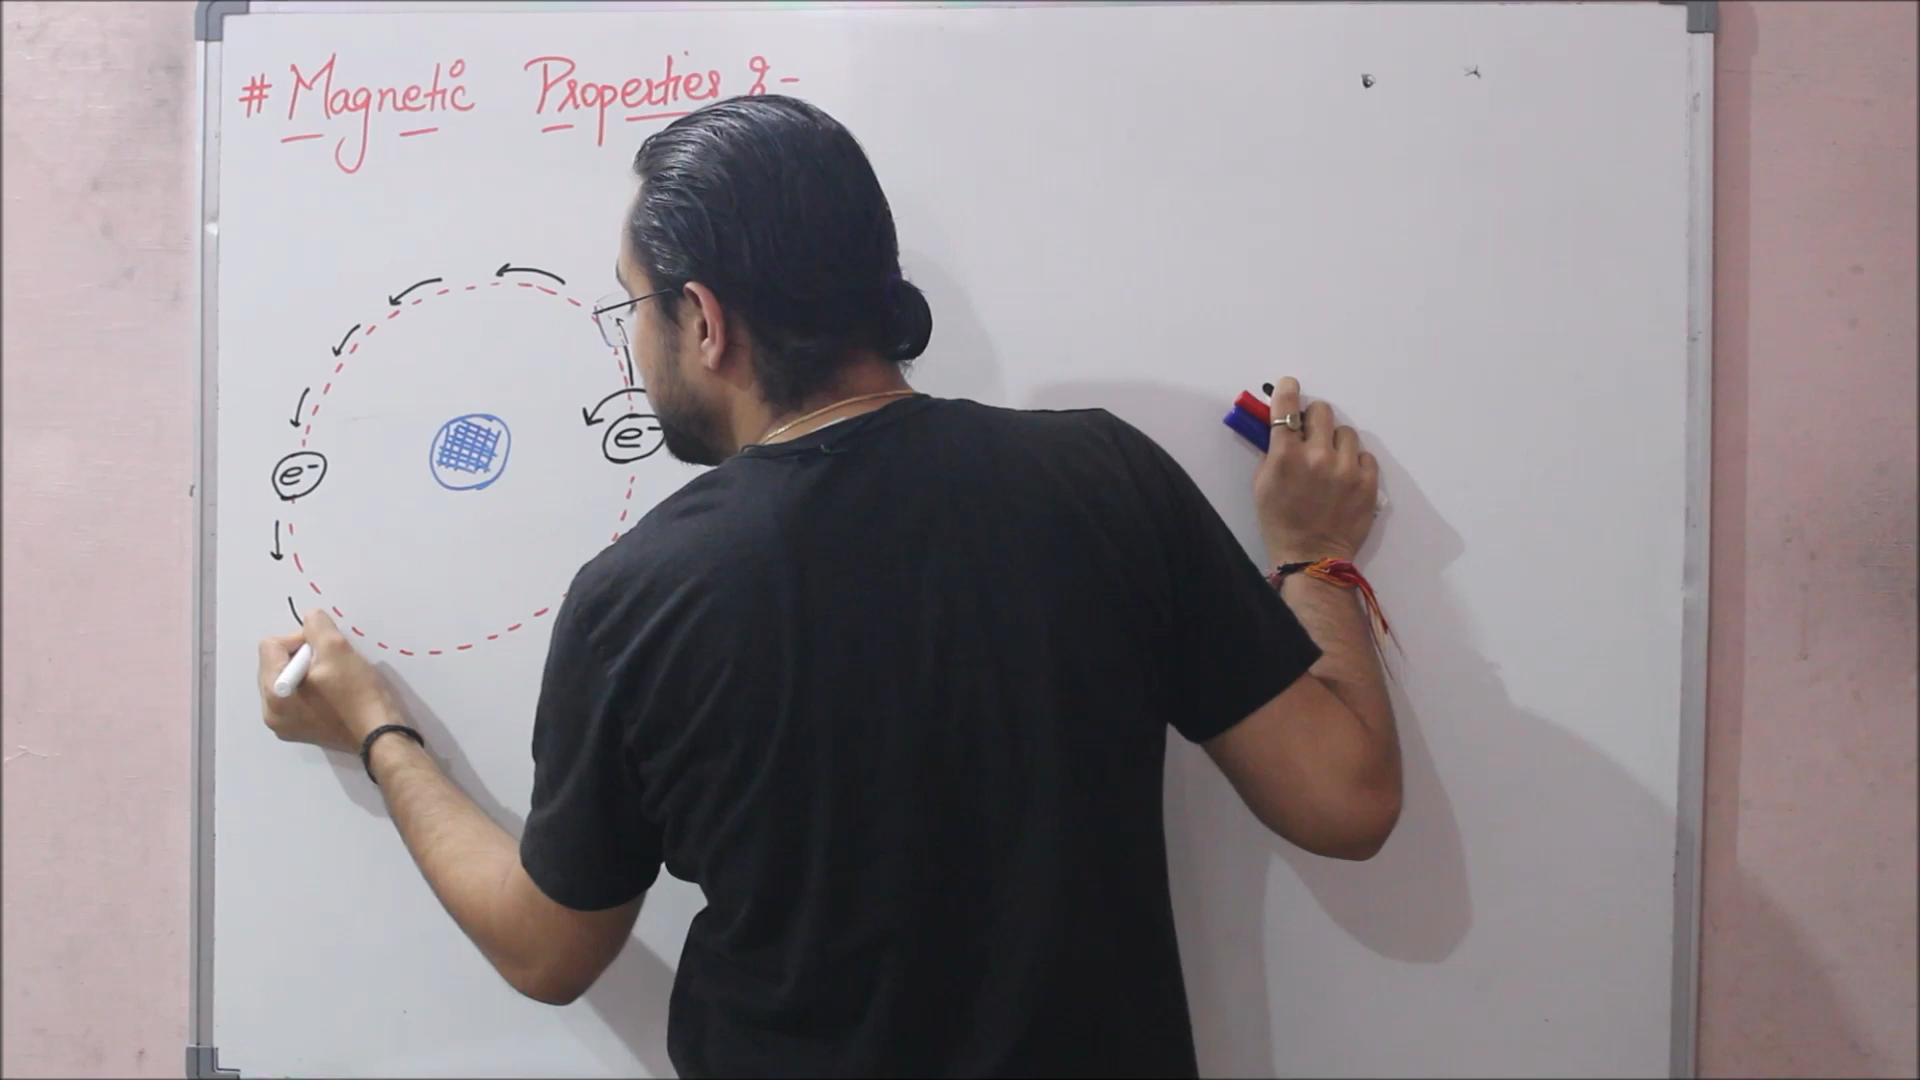 # Magnetic Properties :-
e⁻
e⁻